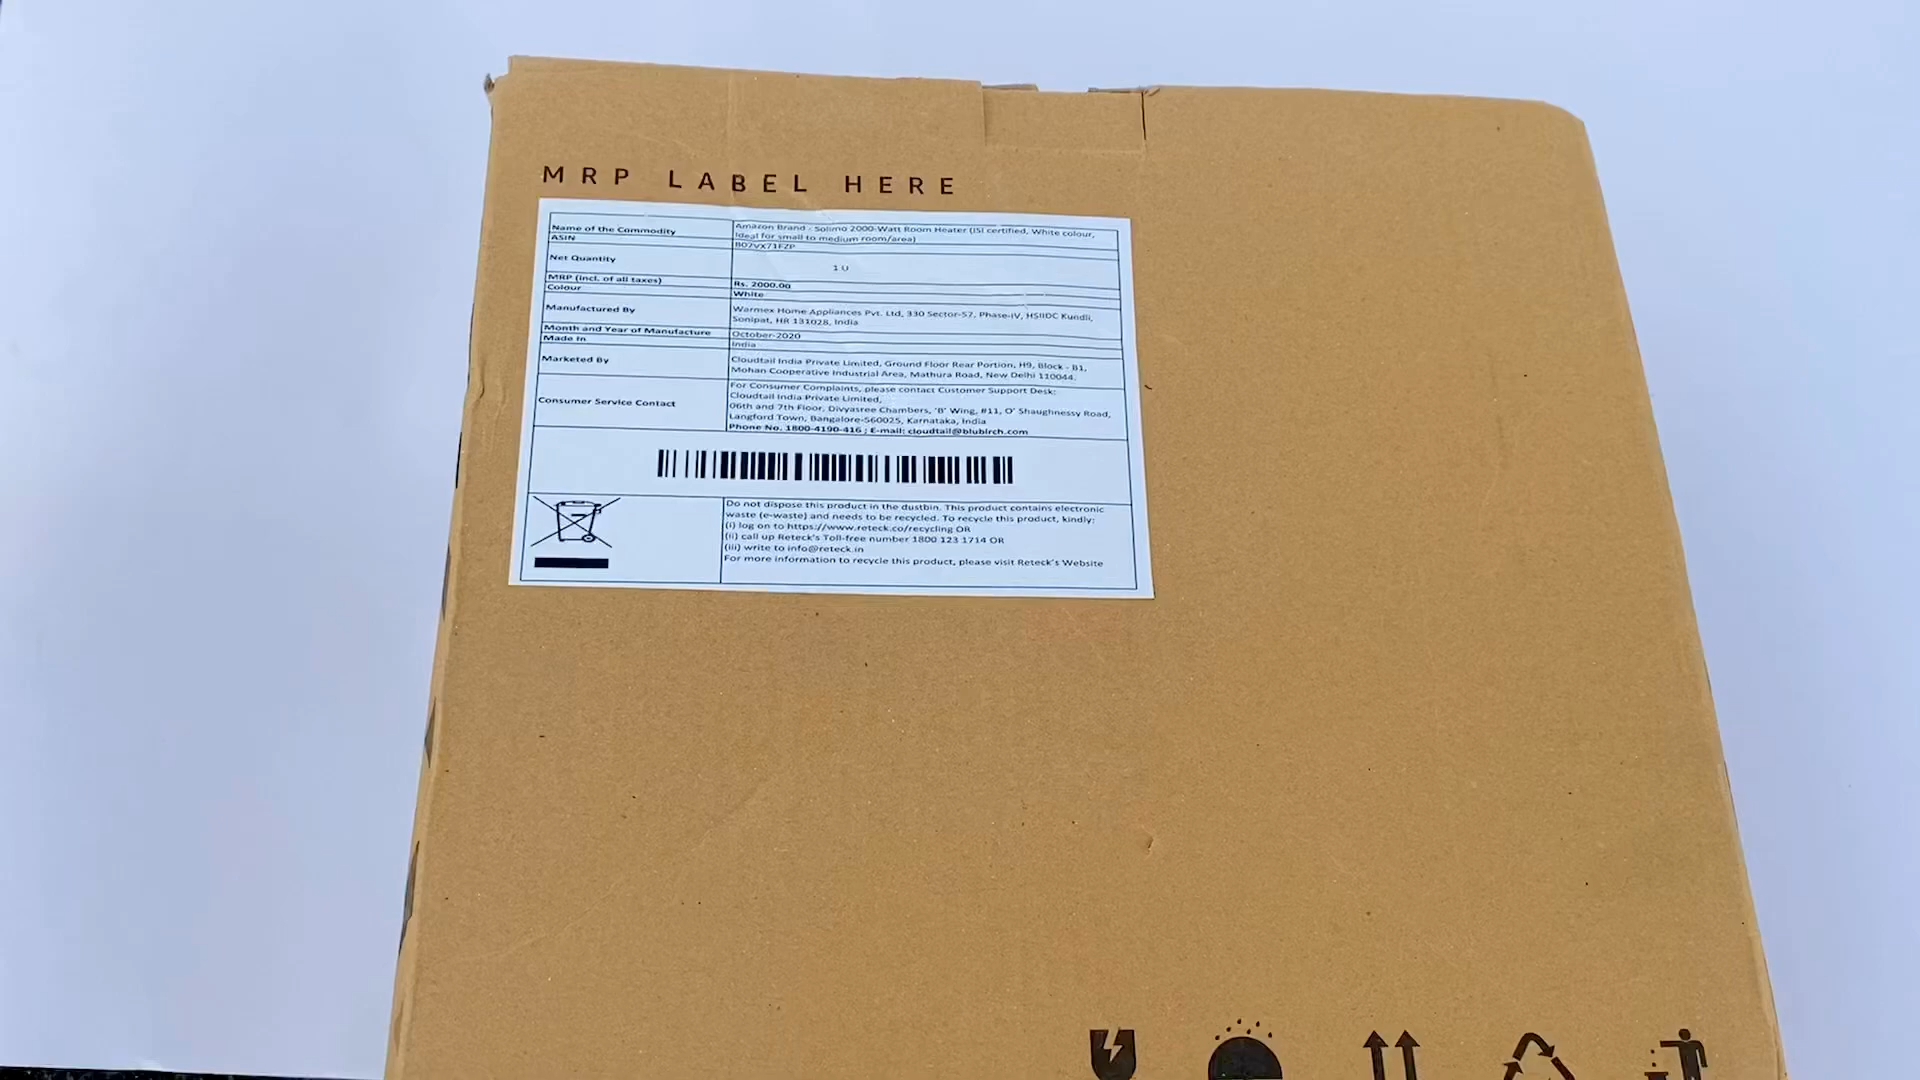 MRP LABEL HERE
Name of the Commodity
Amazon Brand - Solimo 2000-Watt Room Heater (ISI certified, White colour,
Ideal for small to medium room/area)
ASIN
B07VX71FZP
Net Quantity
1 U
MRP (incl. of all taxes)
Rs. 2000.00
Colour
White
Manufactured By
Warmex Home Appliances Pvt. Ltd, 330 Sector-57, Phase-IV, HSIIDC Kundli,
Sonipat, HR 131028, India
Month and Year of Manufacture
October-2020
Made In
India
Marketed By
Cloudtail India Private Limited, Ground Floor Rear Portion, H9, Block - B1,
Mohan Cooperative Industrial Area, Mathura Road, New Delhi 110044.
Consumer Service Contact
For Consumer Complaints, please contact Customer Support Desk:
Cloudtail India Private Limited,
06th and 7th Floor, Divyasree Chambers, 'B' Wing, #11, O' Shaughnessy Road,
Langford Town, Bangalore-560025, Karnataka, India
Phone No. 1800-4190-416 ; E-mail: cloudtail@blubirch.com
Do not dispose this product in the dustbin. This product contains electronic
waste (e-waste) and needs to be recycled. To recycle this product, kindly:
(i) log on to https://www.reteck.co/recycling OR
(ii) call up Reteck's Toll-free number 1800 123 1714 OR
(iii) write to info@reteck.in
For more information to recycle this product, please visit Reteck's Website